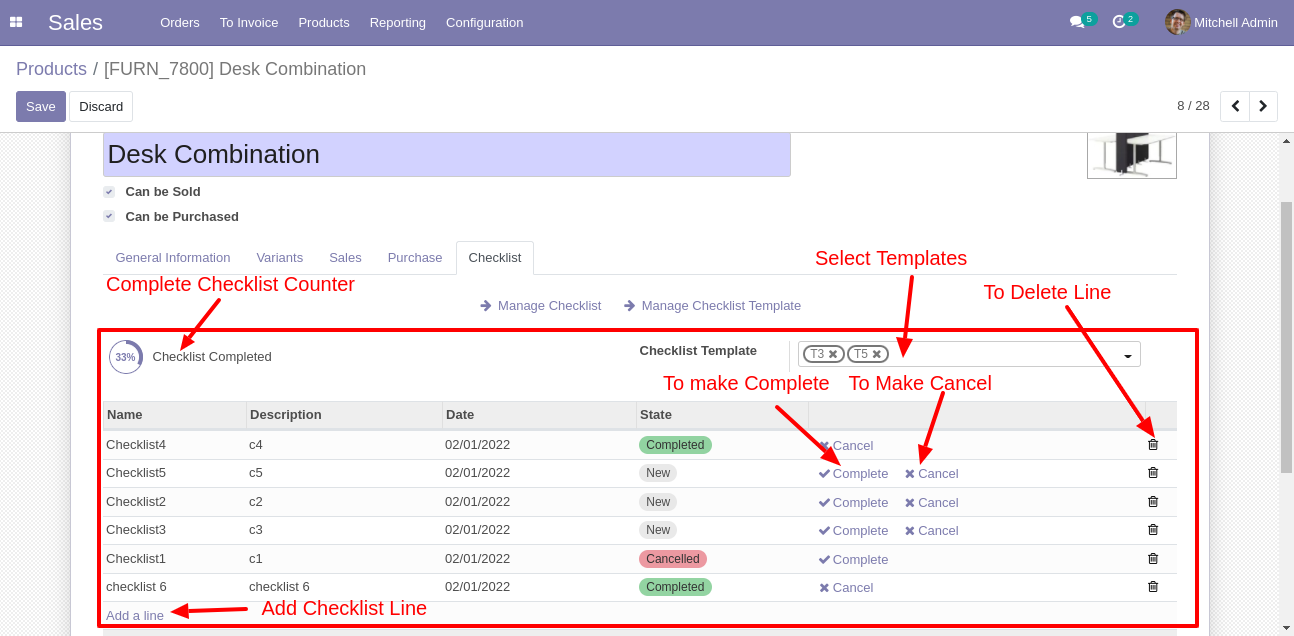 Sales Orders To Invoice Products Reporting Configuration 5 2 Mitchell Admin
Products / [FURN_7800] Desk Combination
Save Discard 8 / 28
Desk Combination
Can be Sold
Can be Purchased
General Information Variants Sales Purchase Checklist
Select Templates
Complete Checklist Counter
To Delete Line
Manage Checklist Manage Checklist Template
33% Checklist Completed Checklist Template T3 T5
To make Complete To Make Cancel
Name Description Date State
Checklist4 c4 02/01/2022 Completed Cancel
Checklist5 c5 02/01/2022 New Complete Cancel
Checklist2 c2 02/01/2022 New Complete Cancel
Checklist3 c3 02/01/2022 New Complete Cancel
Checklist1 c1 02/01/2022 Cancelled Complete
checklist 6 checklist 6 02/01/2022 Completed Cancel
Add a line Add Checklist Line